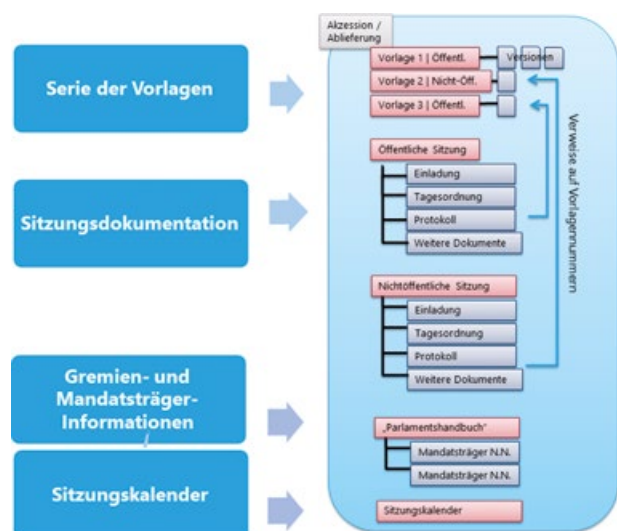 Serie der Vorlagen
Sitzungsdokumentation
Gremien- und
Mandatsträger-
Informationen
Sitzungskalender
Akzession /
Ablieferung
Vorlage 1 | Öffentl.
Versionen
Vorlage 2 | Nicht-Öff.
Vorlage 3 | Öffentl.
Öffentliche Sitzung
Einladung
Tagesordnung
Protokoll
Weitere Dokumente
Nichtöffentliche Sitzung
Einladung
Tagesordnung
Protokoll
Weitere Dokumente
„Parlamentshandbuch“
Mandatsträger N.N.
Mandatsträger N.N.
Sitzungskalender
Verweise auf Vorlagennummern